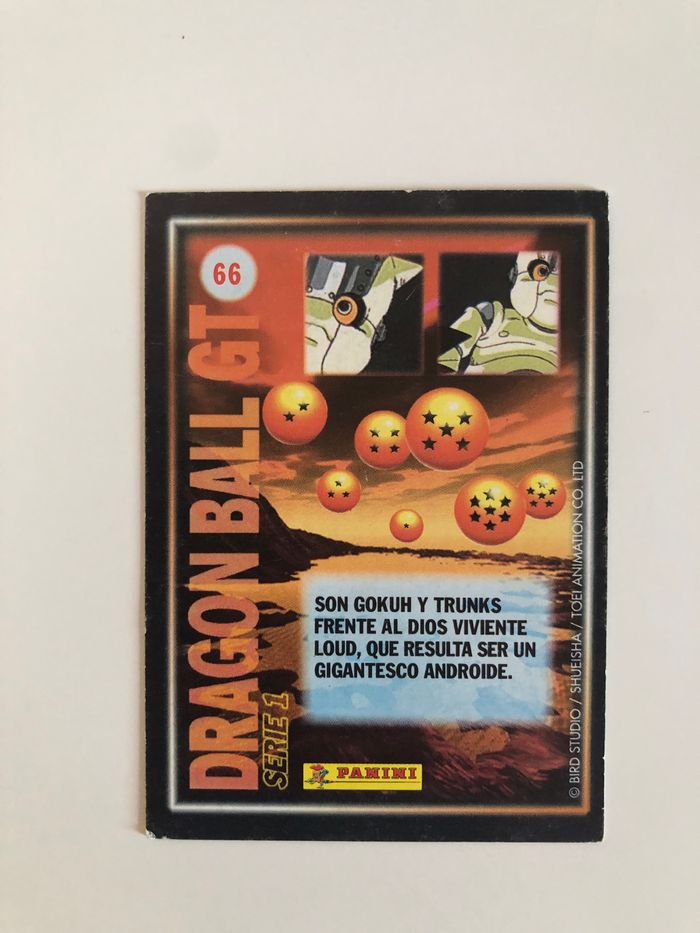 66
DRAGON BALL GT
SERIE 1
SON GOKUH Y TRUNKS
FRENTE AL DIOS VIVIENTE
LOUD, QUE RESULTA SER UN
GIGANTESCO ANDROIDE.
PANINI
© BIRD STUDIO / SHUEISHA / TOEI ANIMATION CO. LTD